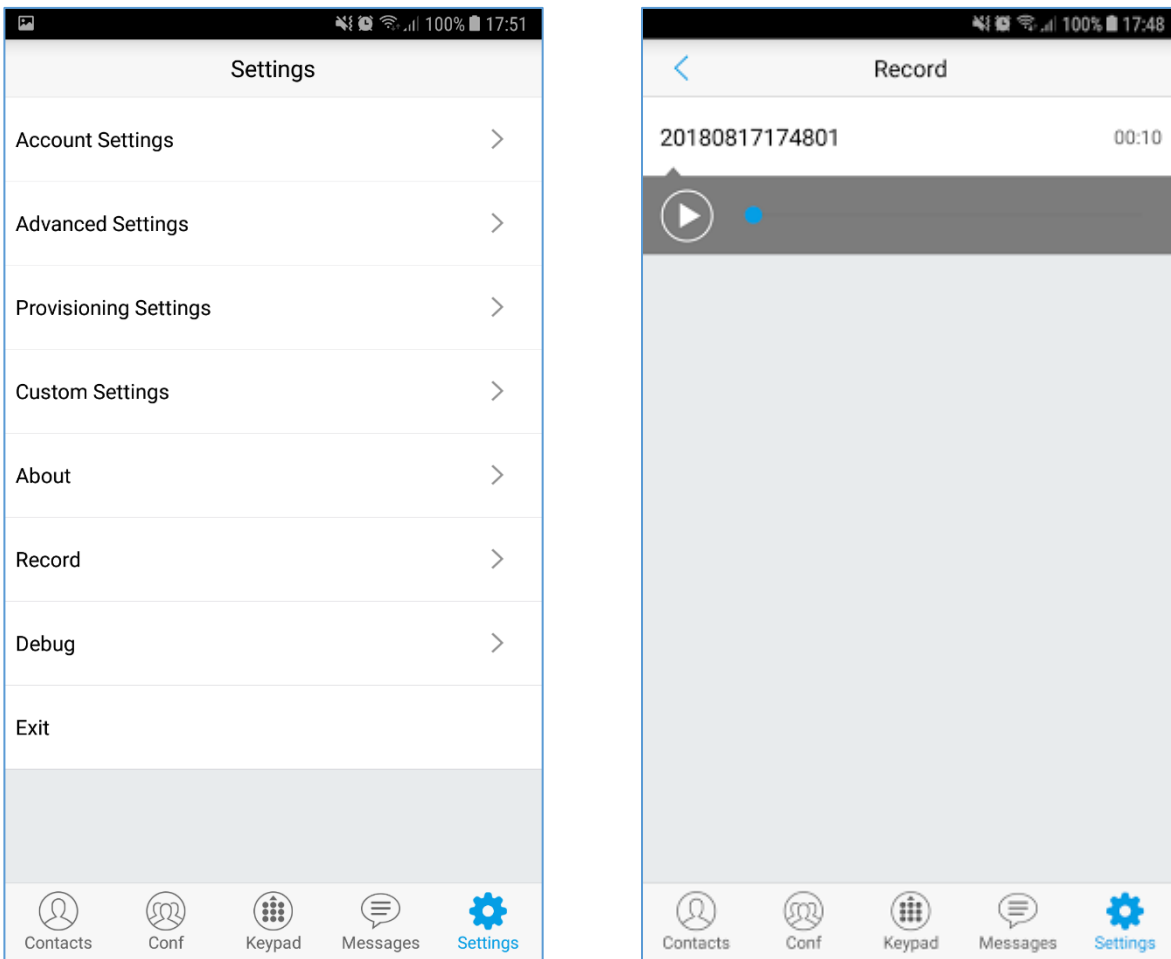 100% 17:51
Settings
Account Settings
Advanced Settings
Provisioning Settings
Custom Settings
About
Record
Debug
Exit
Contacts Conf Keypad Messages Settings
100% 17:48
Record
20180817174801 00:10
Contacts Conf Keypad Messages Settings